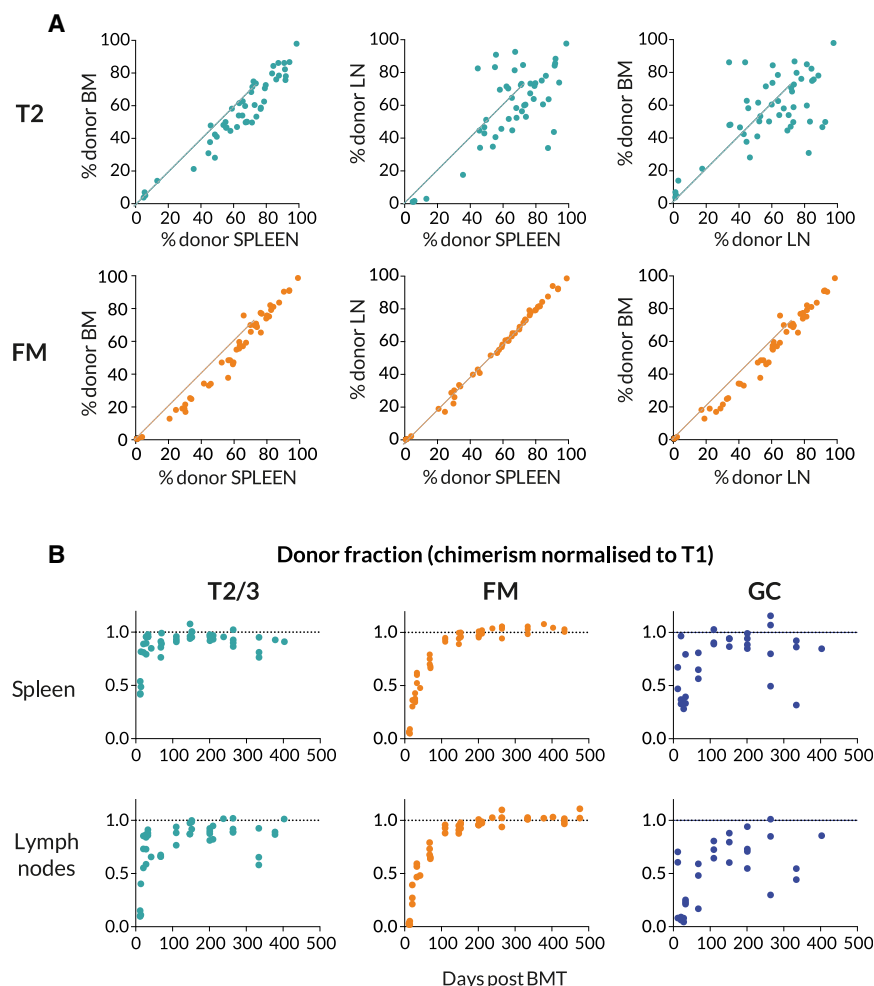 A
T2
% donor BM
100
80
60
40
20
0
0 20 40 60 80 100
% donor SPLEEN
% donor LN
100
80
60
40
20
0
0 20 40 60 80 100
% donor SPLEEN
% donor BM
100
80
60
40
20
0
0 20 40 60 80 100
% donor LN
FM
% donor BM
100
80
60
40
20
0
0 20 40 60 80 100
% donor SPLEEN
% donor LN
100
80
60
40
20
0
0 20 40 60 80 100
% donor SPLEEN
% donor BM
100
80
60
40
20
0
0 20 40 60 80 100
% donor LN
B
Donor fraction (chimerism normalised to T1)
T2/3
FM
GC
Spleen
1.0
0.5
0.0
0 100 200 300 400 500
1.0
0.5
0.0
0 100 200 300 400 500
1.0
0.5
0.0
0 100 200 300 400 500
Lymph
nodes
1.0
0.5
0.0
0 100 200 300 400 500
1.0
0.5
0.0
0 100 200 300 400 500
1.0
0.5
0.0
0 100 200 300 400 500
Days post BMT